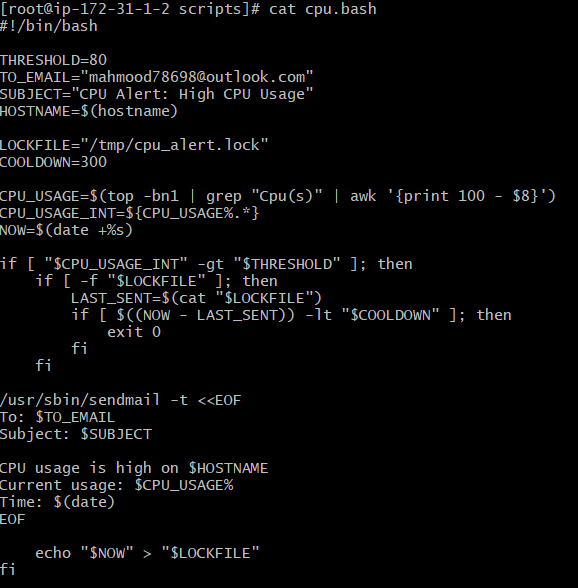 [root@ip-172-31-1-2 scripts]# cat cpu.bash
#!/bin/bash

THRESHOLD=80
TO_EMAIL="mahmood78698@outlook.com"
SUBJECT="CPU Alert: High CPU Usage"
HOSTNAME=$(hostname)

LOCKFILE="/tmp/cpu_alert.lock"
COOLDOWN=300

CPU_USAGE=$(top -bn1 | grep "Cpu(s)" | awk '{print 100 - $8}')
CPU_USAGE_INT=${CPU_USAGE%.*}
NOW=$(date +%s)

if [ "$CPU_USAGE_INT" -gt "$THRESHOLD" ]; then
    if [ -f "$LOCKFILE" ]; then
        LAST_SENT=$(cat "$LOCKFILE")
        if [ $((NOW - LAST_SENT)) -lt "$COOLDOWN" ]; then
            exit 0
        fi
    fi

/usr/sbin/sendmail -t <<EOF
To: $TO_EMAIL
Subject: $SUBJECT

CPU usage is high on $HOSTNAME
Current usage: $CPU_USAGE%
Time: $(date)
EOF

    echo "$NOW" > "$LOCKFILE"
fi